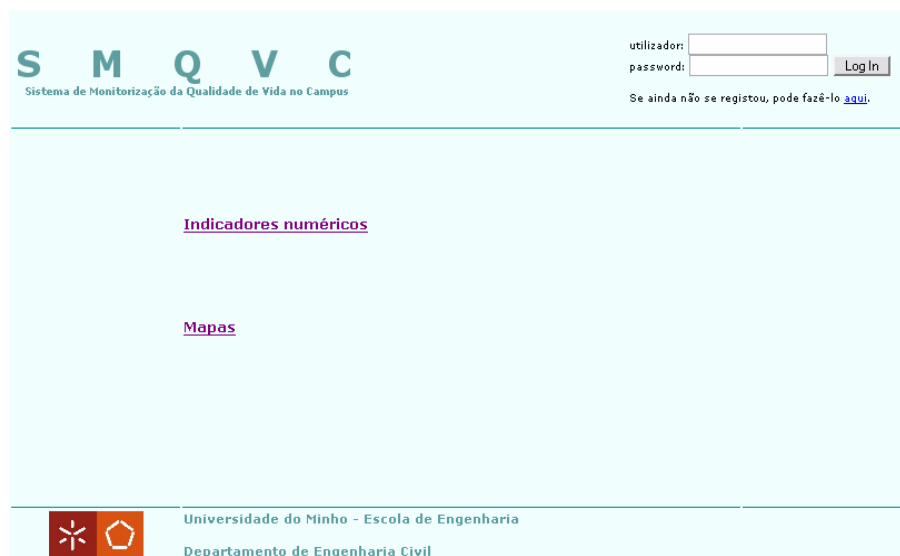 S M Q V C
Sistema de Monitorização da Qualidade de Vida no Campus
utilizador:
password:
Log In
Se ainda não se registou, pode fazê-lo aqui.
Indicadores numéricos
Mapas
Universidade do Minho - Escola de Engenharia
Departamento de Engenharia Civil